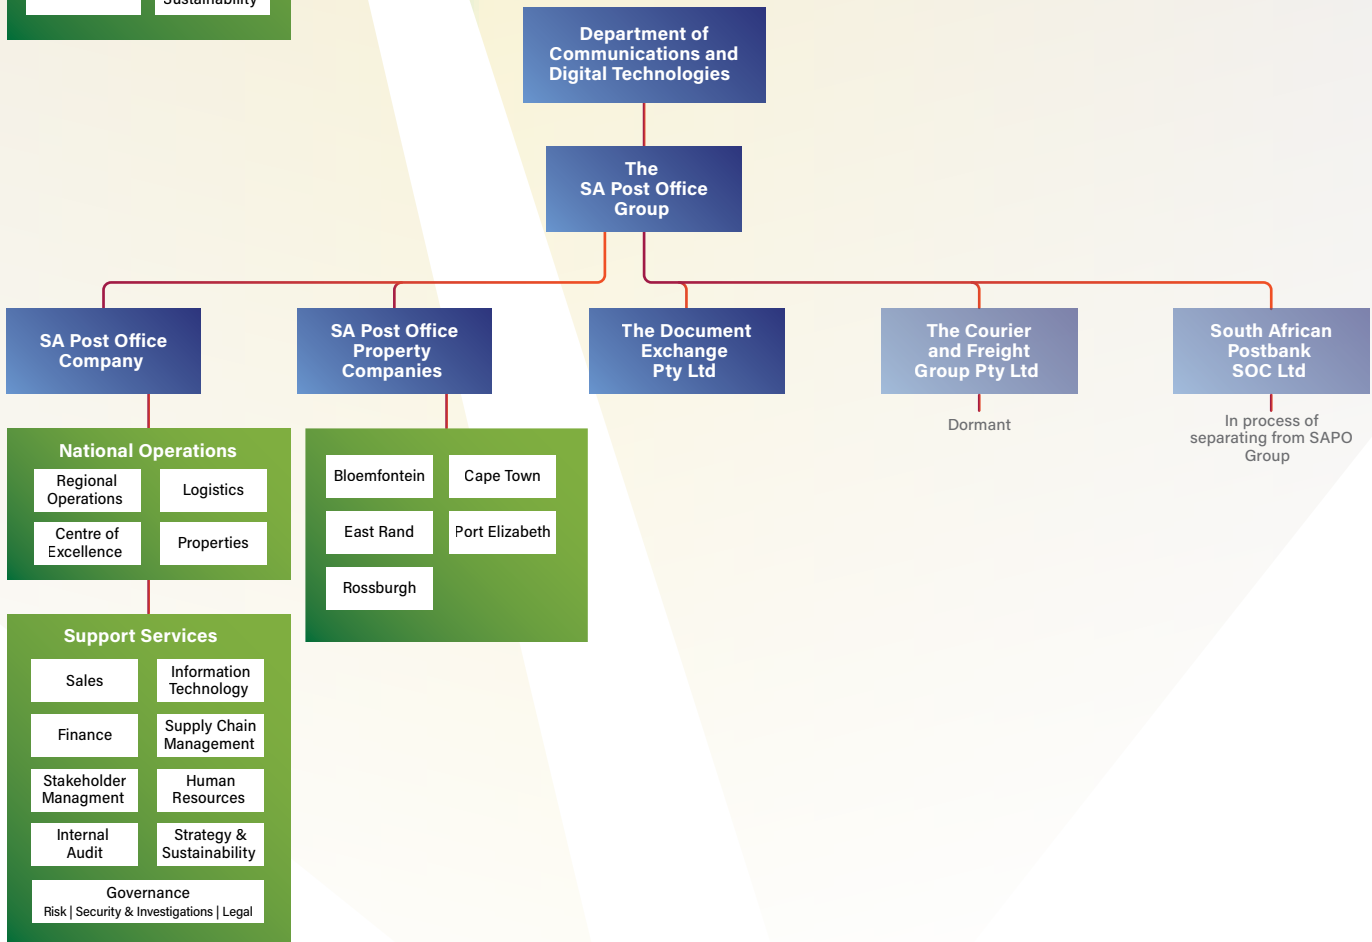 Sustainability
Department of
Communications and
Digital Technologies
The
SA Post Office
Group
SA Post Office
Company
SA Post Office
Property
Companies
The Document
Exchange
Pty Ltd
The Courier
and Freight
Group Pty Ltd
South African
Postbank
SOC Ltd
Dormant
In process of
separating from SAPO
Group
National Operations
Regional
Operations
Logistics
Centre of
Excellence
Properties
Bloemfontein
Cape Town
East Rand
Port Elizabeth
Rossburgh
Support Services
Sales
Information
Technology
Finance
Supply Chain
Management
Stakeholder
Managment
Human
Resources
Internal
Audit
Strategy &
Sustainability
Governance
Risk | Security & Investigations | Legal